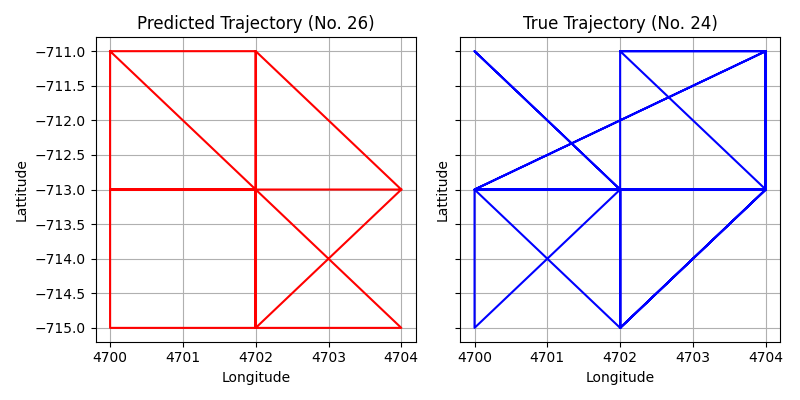 Predicted Trajectory (No. 26)
−711.0
−711.5
−712.0
−712.5
−713.0
−713.5
−714.0
−714.5
−715.0
Lattitude
4700 4701 4702 4703 4704
Longitude
True Trajectory (No. 24)
Lattitude
4700 4701 4702 4703 4704
Longitude